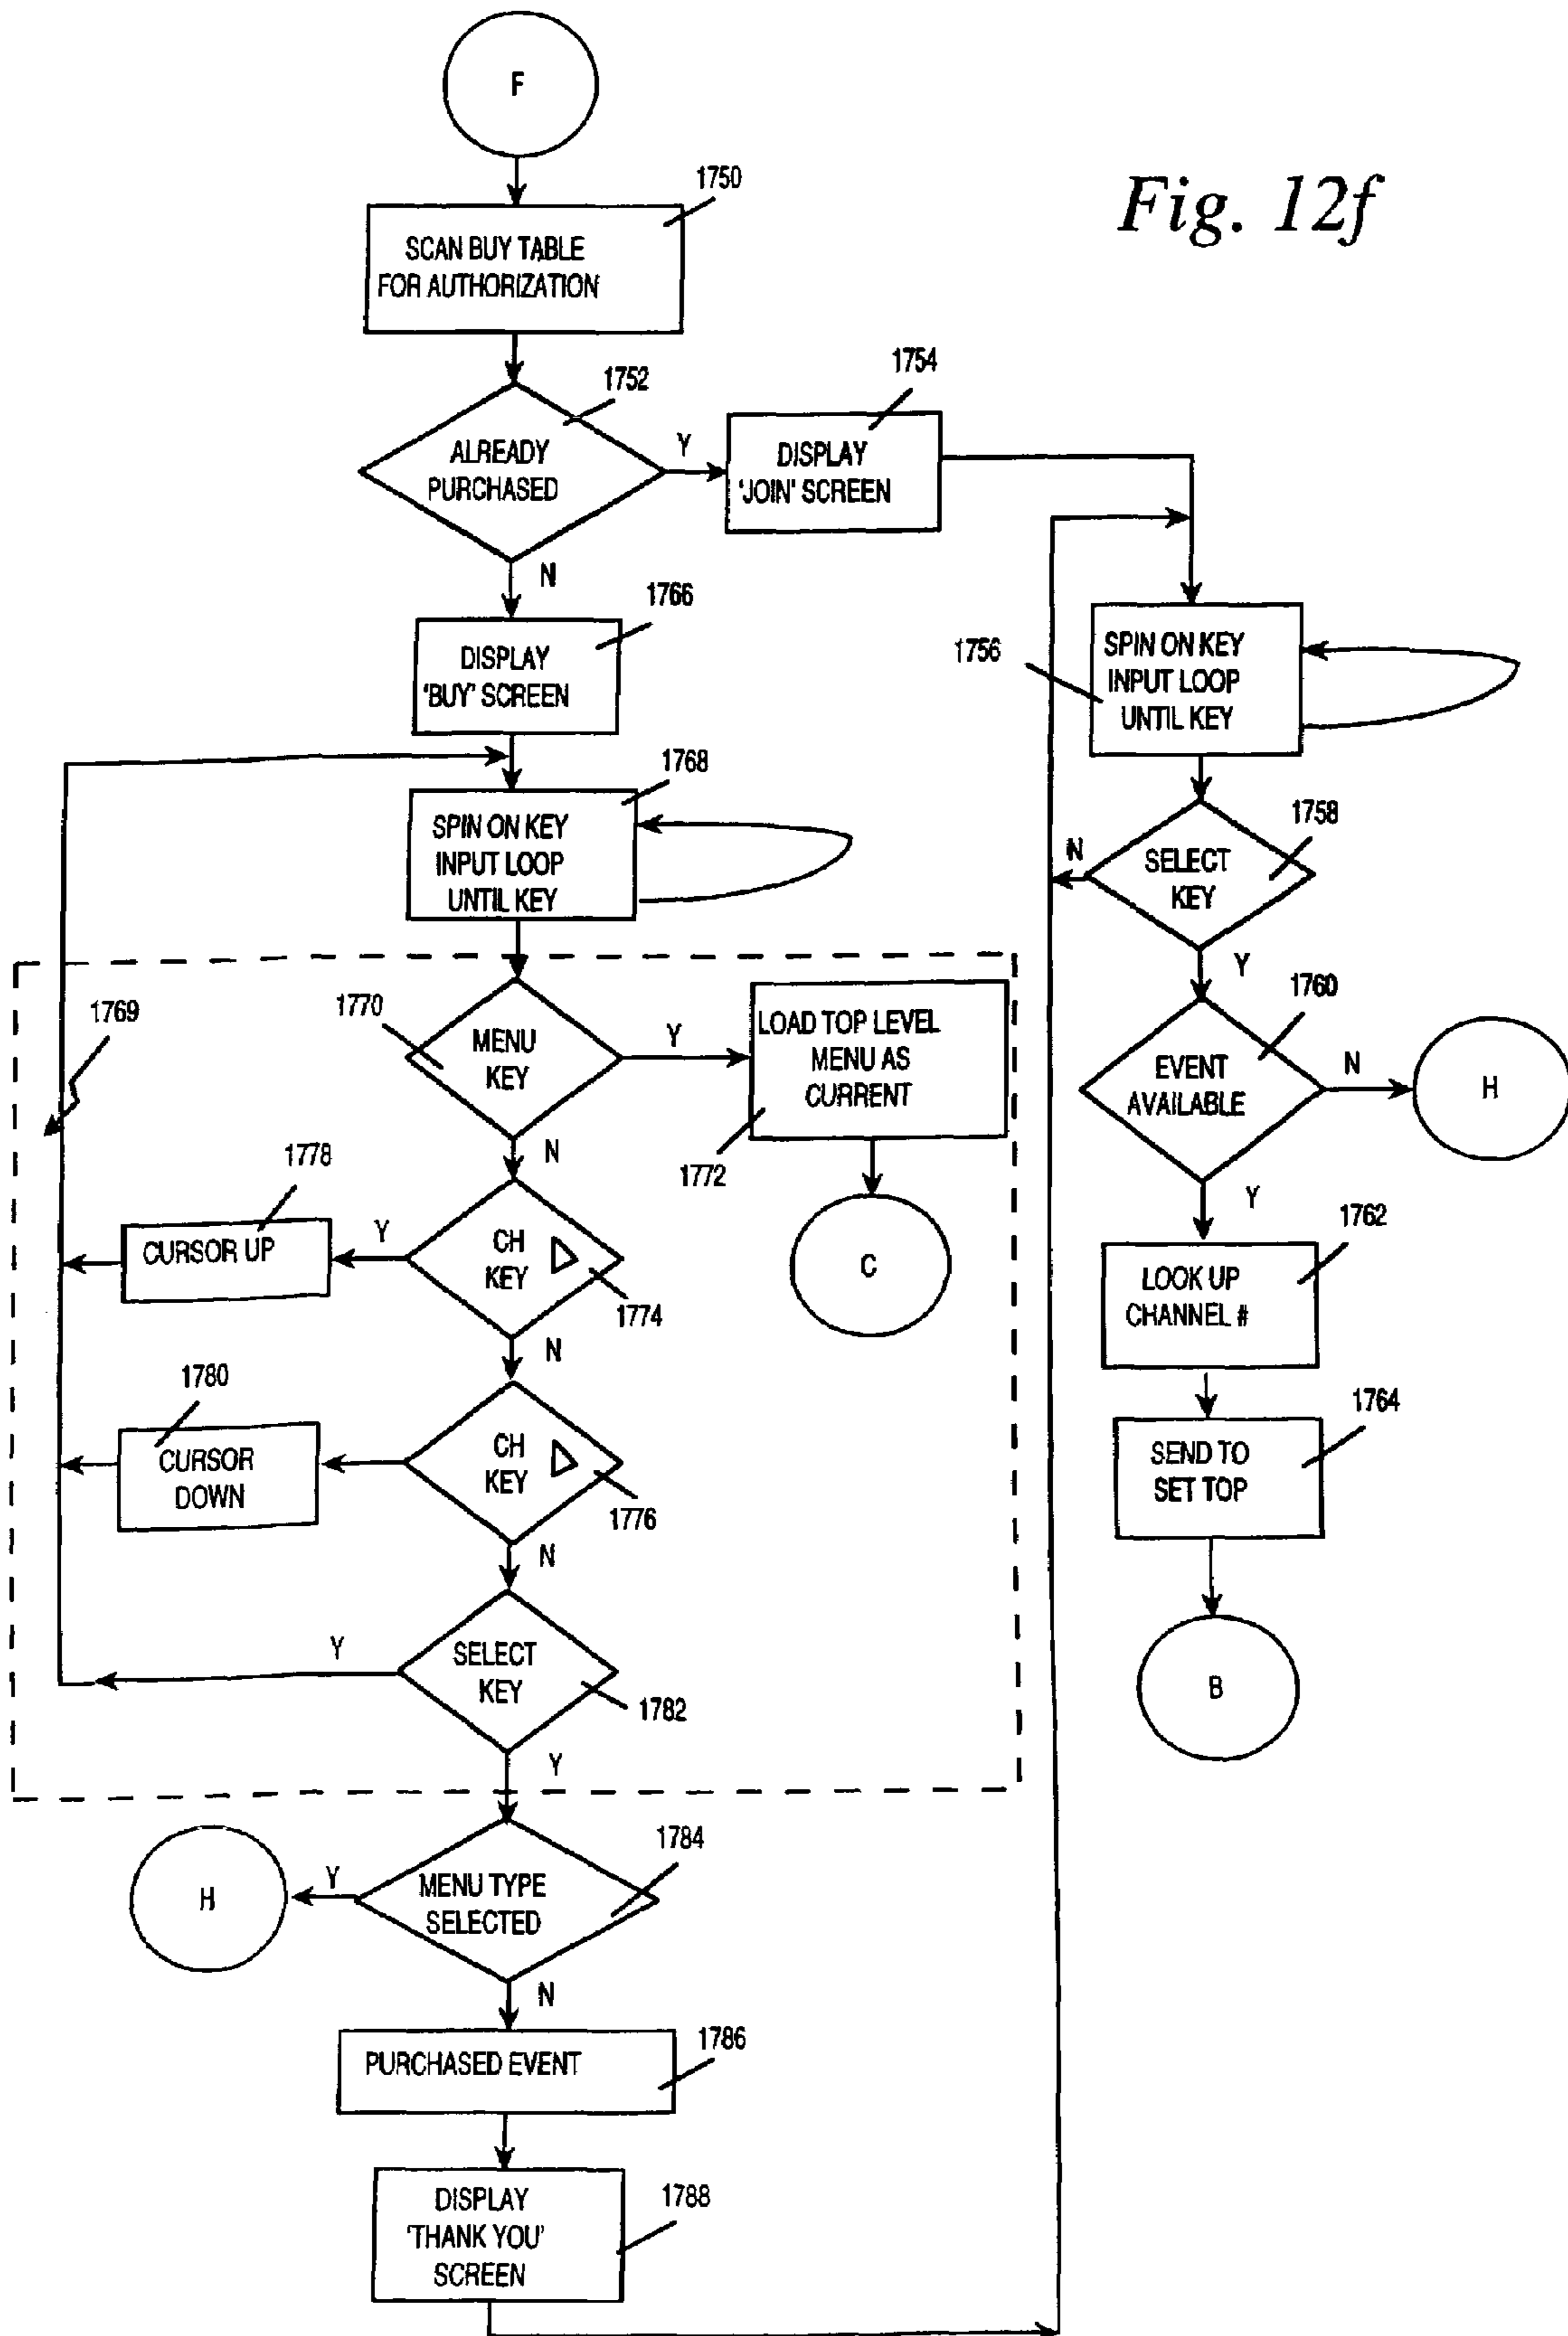 F
Fig. 12f
1750
SCAN BUY TABLE
FOR AUTHORIZATION
1752
ALREADY
PURCHASED
Y
N
1754
DISPLAY
'JOIN' SCREEN
1766
DISPLAY
'BUY' SCREEN
1768
SPIN ON KEY
INPUT LOOP
UNTIL KEY
1769
1770
MENU
KEY
Y
N
LOAD TOP LEVEL
MENU AS
CURRENT
1772
C
1778
CURSOR UP
Y
CH
KEY
1774
N
1780
CURSOR
DOWN
CH
KEY
1776
N
Y
SELECT
KEY
1782
Y
H
Y
MENU TYPE
SELECTED
1784
N
PURCHASED EVENT
1786
DISPLAY
'THANK YOU'
SCREEN
1788
1756
SPIN ON KEY
INPUT LOOP
UNTIL KEY
N
SELECT
KEY
1758
Y
EVENT
AVAILABLE
1760
N
H
Y
1762
LOOK UP
CHANNEL #
1764
SEND TO
SET TOP
B